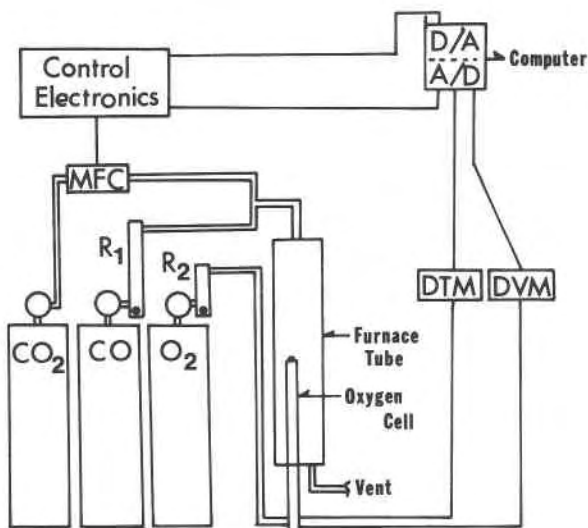 Control
Electronics
D/A
A/D
Computer
MFC
R1
R2
CO2
CO
O2
DTM
DVM
Furnace
Tube
Oxygen
Cell
Vent